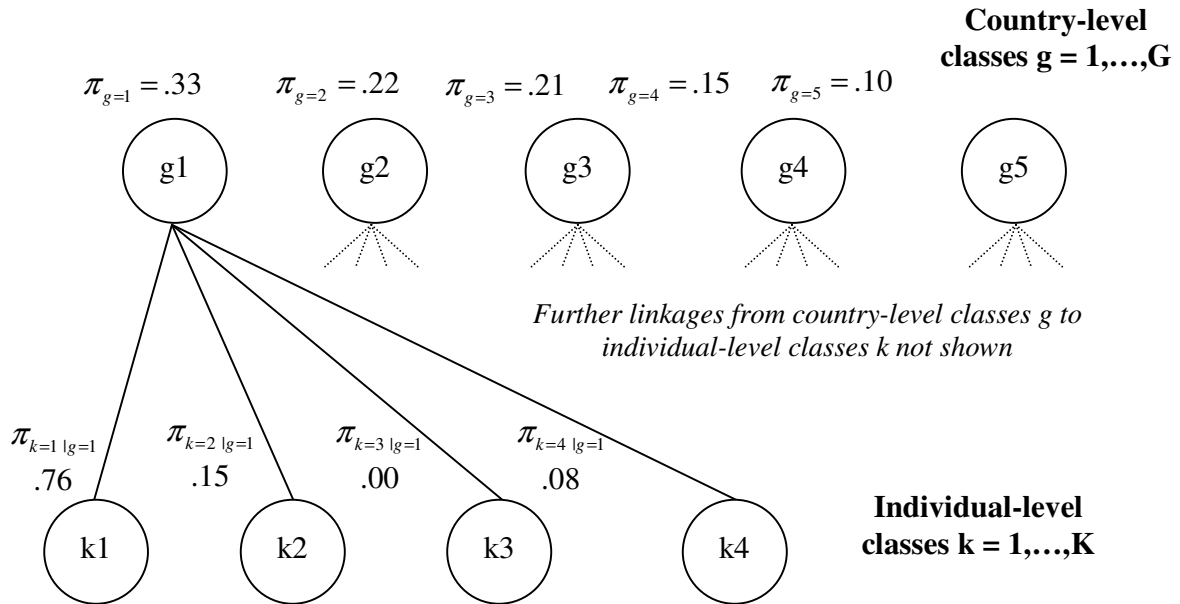 Country-level
classes g = 1,…,G
π_{g=1} = .33 π_{g=2} = .22 π_{g=3} = .21 π_{g=4} = .15 π_{g=5} = .10
g1 g2 g3 g4 g5
Further linkages from country-level classes g to
individual-level classes k not shown
π_{k=1 |g=1} π_{k=2 |g=1} π_{k=3 |g=1} π_{k=4 |g=1}
.76 .15 .00 .08
Individual-level
classes k = 1,…,K
k1 k2 k3 k4